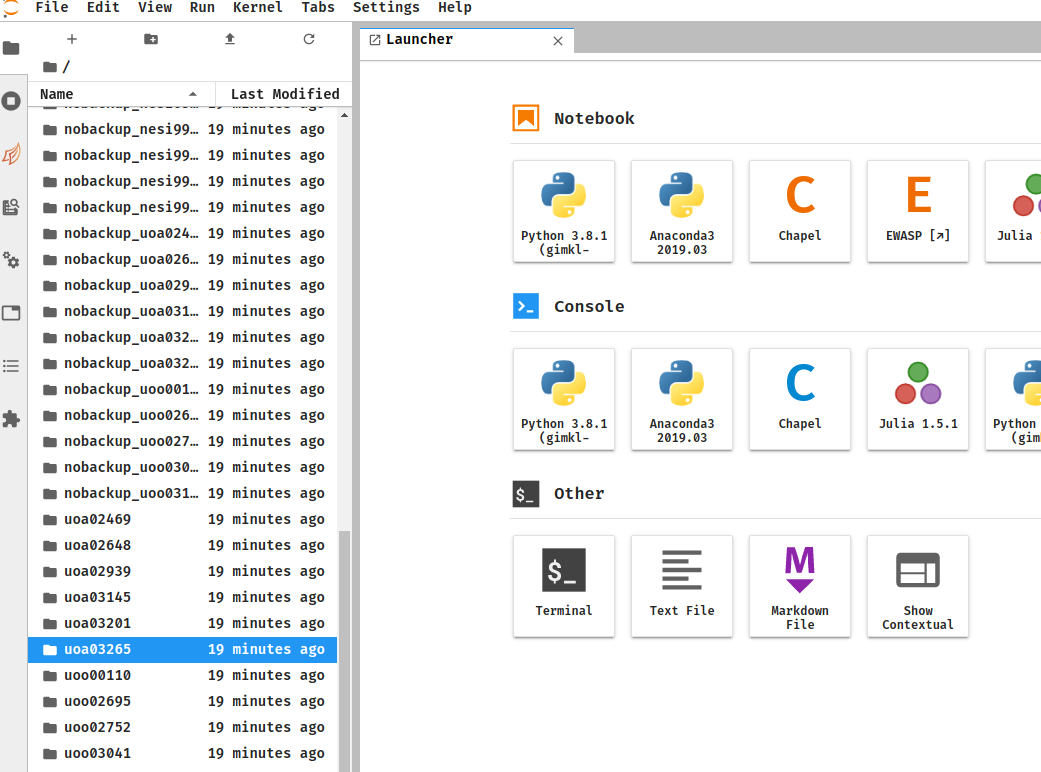 File Edit View Run Kernel Tabs Settings Help
Launcher
/
Name Last Modified
nobackup_nesi99… 19 minutes ago
nobackup_nesi99… 19 minutes ago
nobackup_nesi99… 19 minutes ago
nobackup_nesi99… 19 minutes ago
nobackup_uoa024… 19 minutes ago
nobackup_uoa026… 19 minutes ago
nobackup_uoa029… 19 minutes ago
nobackup_uoa031… 19 minutes ago
nobackup_uoa032… 19 minutes ago
nobackup_uoa032… 19 minutes ago
nobackup_uoo001… 19 minutes ago
nobackup_uoo026… 19 minutes ago
nobackup_uoo027… 19 minutes ago
nobackup_uoo030… 19 minutes ago
nobackup_uoo031… 19 minutes ago
uoa02469 19 minutes ago
uoa02648 19 minutes ago
uoa02939 19 minutes ago
uoa03145 19 minutes ago
uoa03201 19 minutes ago
uoa03265 19 minutes ago
uoo00110 19 minutes ago
uoo02695 19 minutes ago
uoo02752 19 minutes ago
uoo03041 19 minutes ago
Notebook
Python 3.8.1
(gimkl-
Anaconda3
2019.03
C
Chapel
E
EWASP [↗]
Julia
Console
Python 3.8.1
(gimkl-
Anaconda3
2019.03
C
Chapel
Julia 1.5.1
Python
Other
$_
Terminal
Text File
M
Markdown
File
Show
Contextual